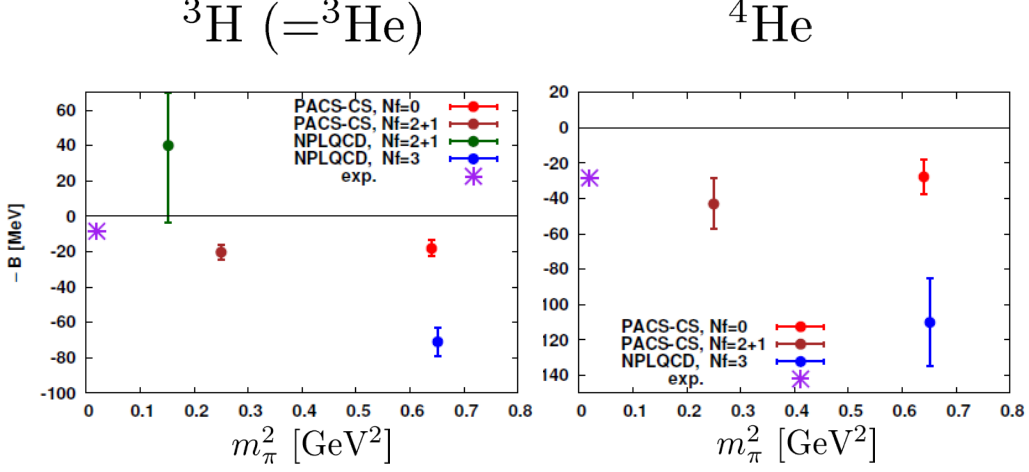 ³H (=³He)
⁴He
60
40
20
0
-20
-40
-60
-80
-100
− B [MeV]
0 0.1 0.2 0.3 0.4 0.5 0.6 0.7 0.8
m²π [GeV²]
PACS-CS, Nf=0
PACS-CS, Nf=2+1
NPLQCD, Nf=2+1
NPLQCD, Nf=3
exp.
20
0
-20
-40
-60
-80
100
120
140
0 0.1 0.2 0.3 0.4 0.5 0.6 0.7 0.8
m²π [GeV²]
PACS-CS, Nf=0
PACS-CS, Nf=2+1
NPLQCD, Nf=3
exp.